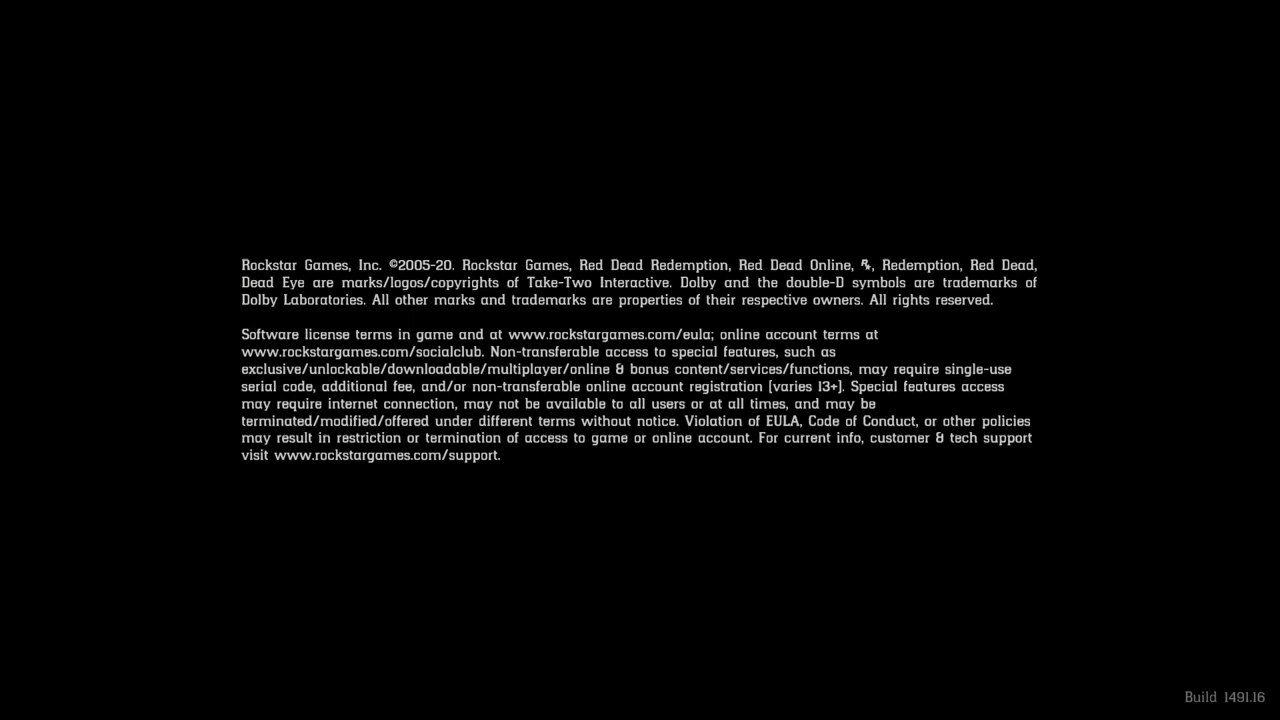 Rockstar Games, Inc. ©2005-20. Rockstar Games, Red Dead Redemption, Red Dead Online, R★, Redemption, Red Dead,
Dead Eye are marks/logos/copyrights of Take-Two Interactive. Dolby and the double-D symbols are trademarks of
Dolby Laboratories. All other marks and trademarks are properties of their respective owners. All rights reserved.
Software license terms in game and at www.rockstargames.com/eula; online account terms at
www.rockstargames.com/socialclub. Non-transferable access to special features, such as
exclusive/unlockable/downloadable/multiplayer/online & bonus content/services/functions, may require single-use
serial code, additional fee, and/or non-transferable online account registration [varies 13+]. Special features access
may require internet connection, may not be available to all users or at all times, and may be
terminated/modified/offered under different terms without notice. Violation of EULA, Code of Conduct, or other policies
may result in restriction or termination of access to game or online account. For current info, customer & tech support
visit www.rockstargames.com/support.
Build 1491.16